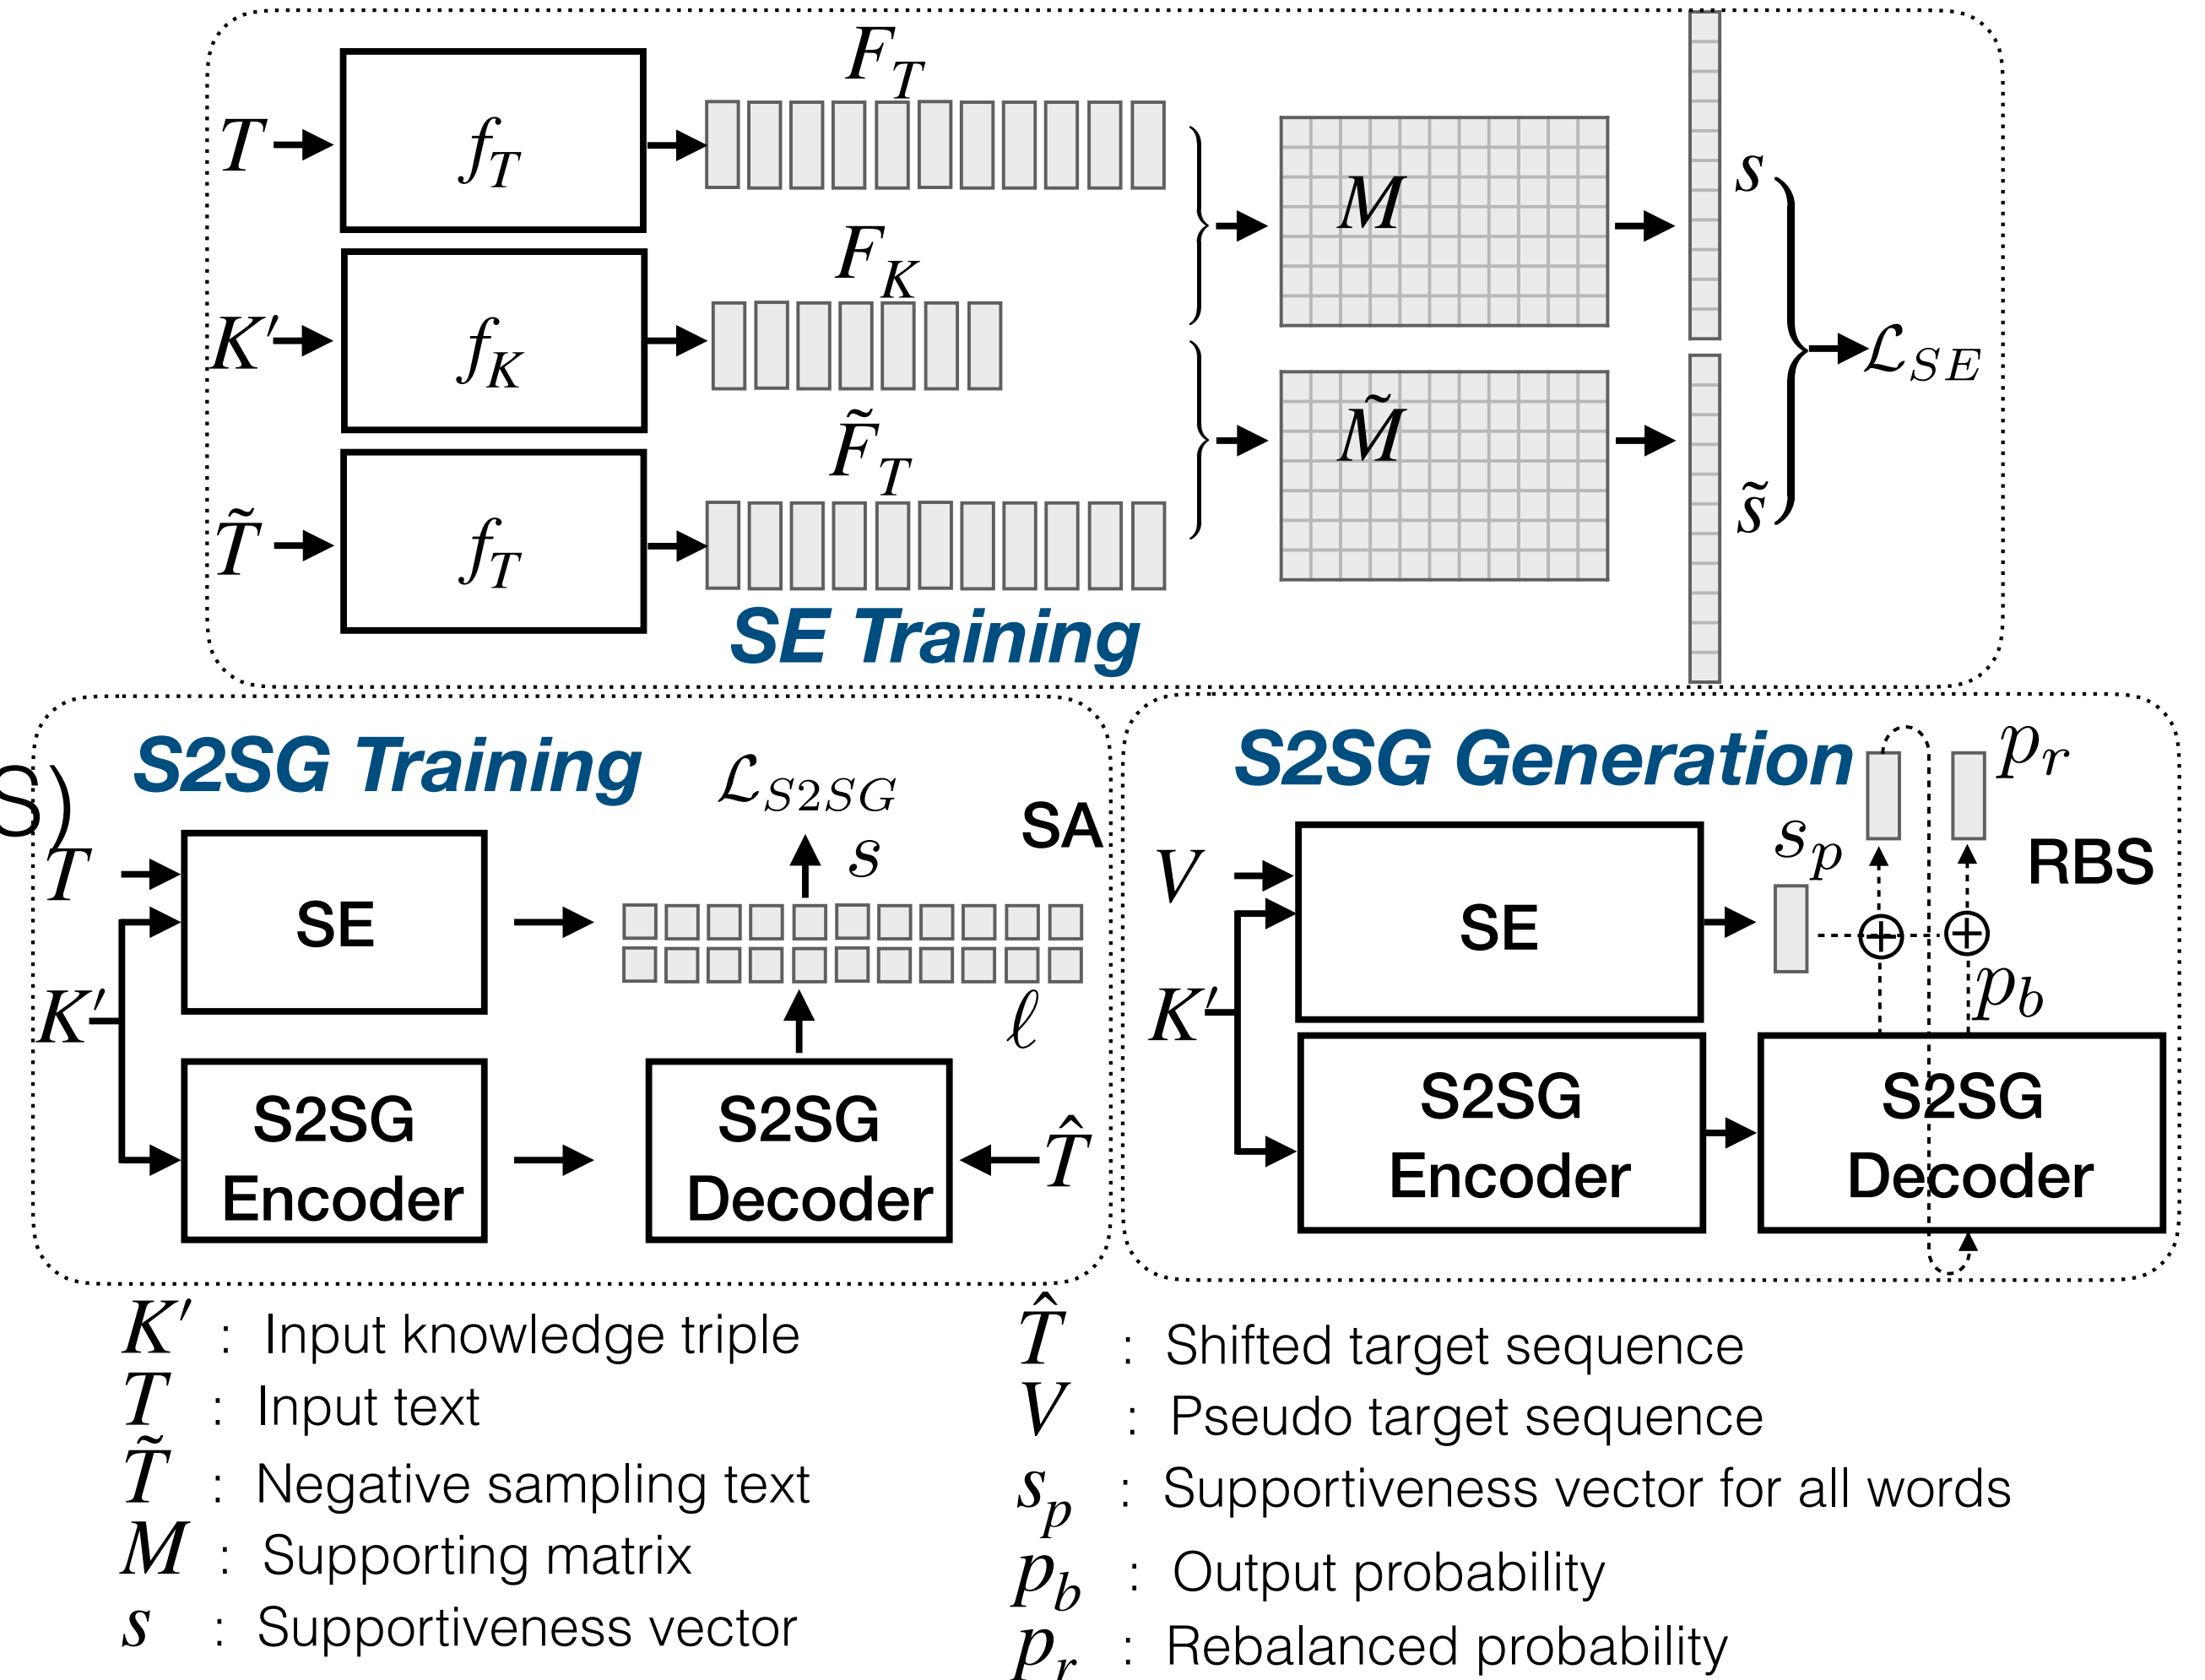 F_T
T
f_T
M
s
F_K
K′
f_K
ℒ_SE
F̃_T
M̃
T̃
f_T
s̃
SE Training
S2SG Training
ℒ_S2SG
SA
S)
T
s
SE
K′
ℓ
S2SG
Encoder
S2SG
Decoder
T̂
S2SG Generation
p_r
s_p
RBS
V
SE
p_b
K′
S2SG
Encoder
S2SG
Decoder
K′ : Input knowledge triple
T : Input text
T̃ : Negative sampling text
M : Supporting matrix
s : Supportiveness vector
T̂ : Shifted target sequence
V : Pseudo target sequence
s_p : Supportiveness vector for all words
p_b : Output probability
p_r : Rebalanced probability